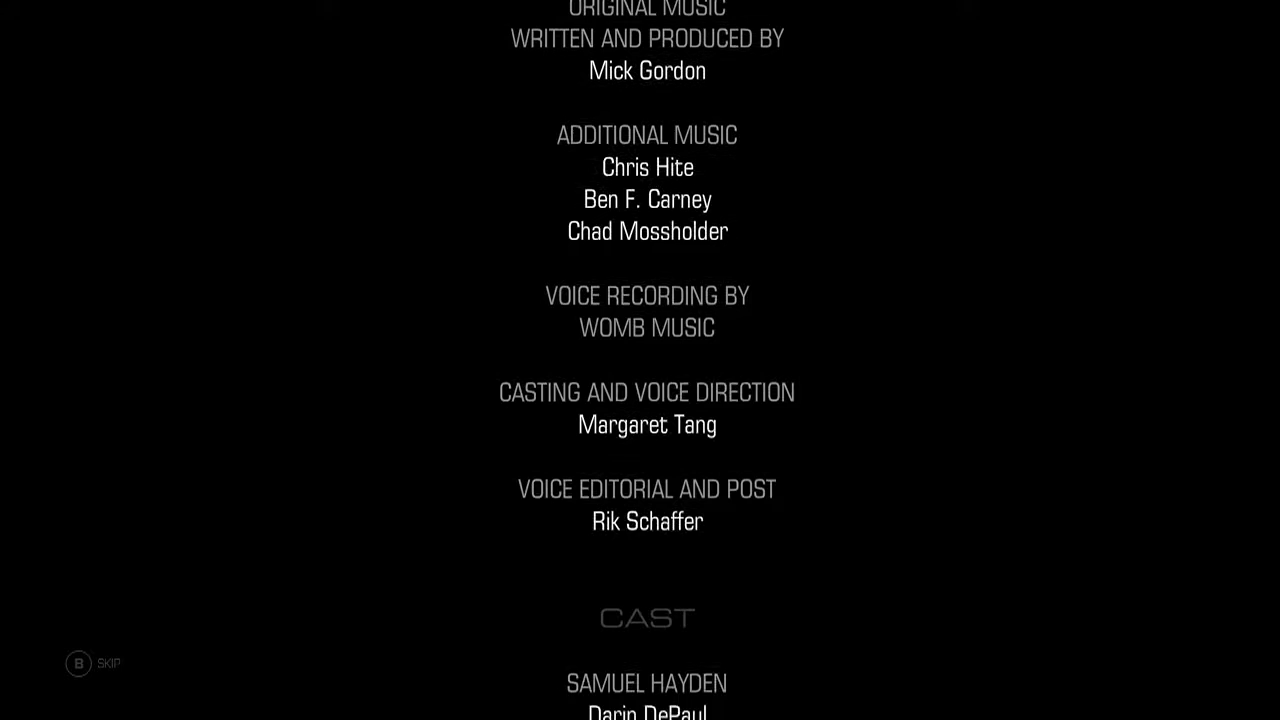 ORIGINAL MUSIC
WRITTEN AND PRODUCED BY
Mick Gordon
ADDITIONAL MUSIC
Chris Hite
Ben F. Carney
Chad Mossholder
VOICE RECORDING BY
WOMB MUSIC
CASTING AND VOICE DIRECTION
Margaret Tang
VOICE EDITORIAL AND POST
Rik Schaffer
CAST
B SKIP
SAMUEL HAYDEN
Darin DePaul